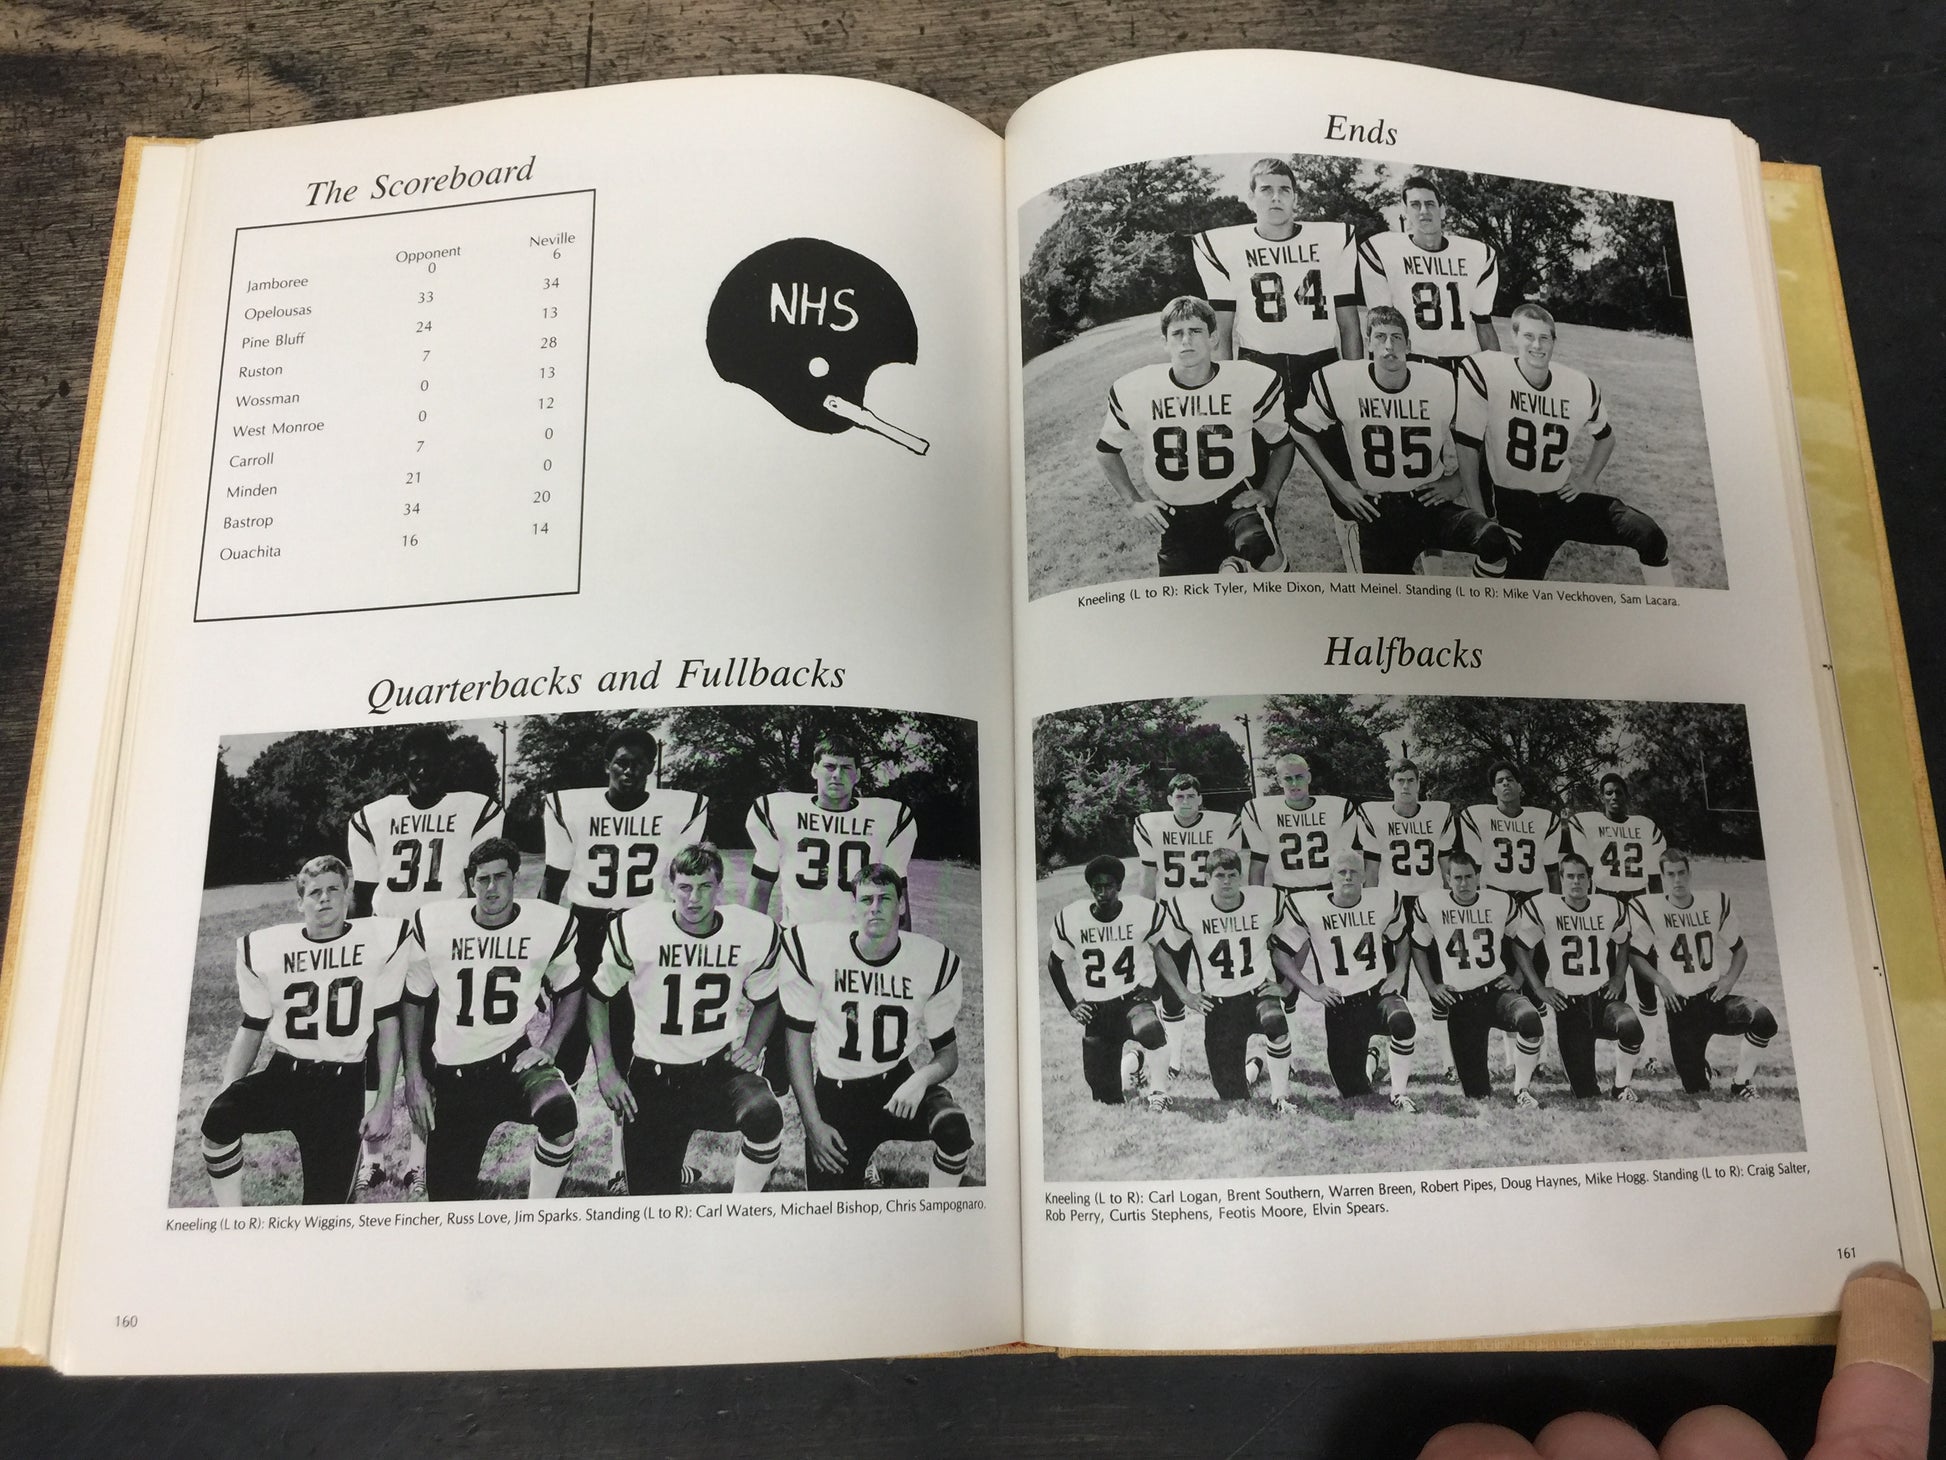 The Scoreboard
Opponent Neville
Jamboree 0 6
Opelousas 33 34
Pine Bluff 24 13
Ruston 7 28
Wossman 0 13
West Monroe 0 12
Carroll 7 0
Minden 21 0
Bastrop 34 20
Ouachita 16 14
NHS
Quarterbacks and Fullbacks
NEVILLE 31
NEVILLE 32
NEVILLE 30
NEVILLE 20
NEVILLE 16
NEVILLE 12
NEVILLE 10
Kneeling (L to R): Ricky Wiggins, Steve Fincher, Russ Love, Jim Sparks. Standing (L to R): Carl Waters, Michael Bishop, Chris Sampognaro.
160
Ends
NEVILLE 84
NEVILLE 81
NEVILLE 86
NEVILLE 85
NEVILLE 82
Kneeling (L to R): Rick Tyler, Mike Dixon, Matt Meinel. Standing (L to R): Mike Van Veckhoven, Sam Lacara.
Halfbacks
NEVILLE 53
NEVILLE 22
NEVILLE 23
NEVILLE 33
NEVILLE 42
NEVILLE 24
NEVILLE 41
NEVILLE 14
NEVILLE 43
NEVILLE 21
NEVILLE 40
Kneeling (L to R): Carl Logan, Brent Southern, Warren Breen, Robert Pipes, Doug Haynes, Mike Hogg. Standing (L to R): Craig Salter,
Rob Perry, Curtis Stephens, Feotis Moore, Elvin Spears.
161